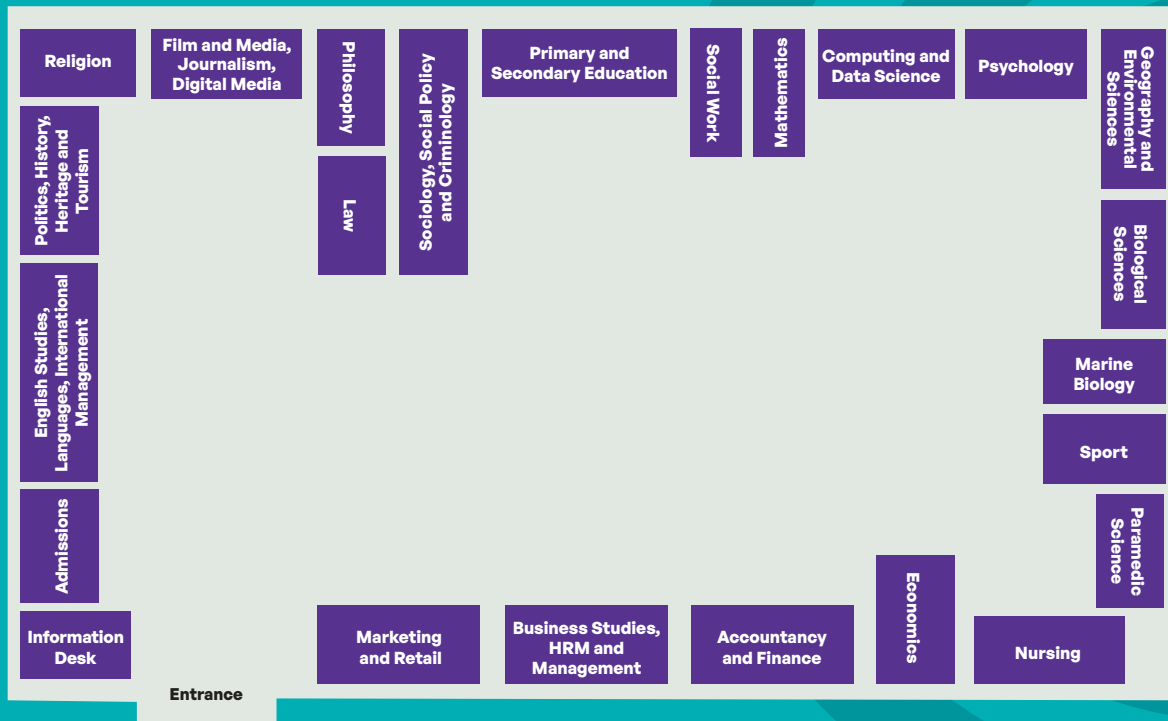 Religion
Film and Media,
Journalism,
Digital Media
Philosophy
Sociology, Social Policy
and Criminology
Primary and
Secondary Education
Social Work
Mathematics
Computing and
Data Science
Psychology
Geography and
Environmental
Sciences
Politics, History,
Heritage and
Tourism
Law
Biological
Sciences
English Studies,
Languages, International
Management
Marine
Biology
Sport
Admissions
Paramedic
Science
Economics
Information
Desk
Marketing
and Retail
Business Studies,
HRM and
Management
Accountancy
and Finance
Nursing
Entrance